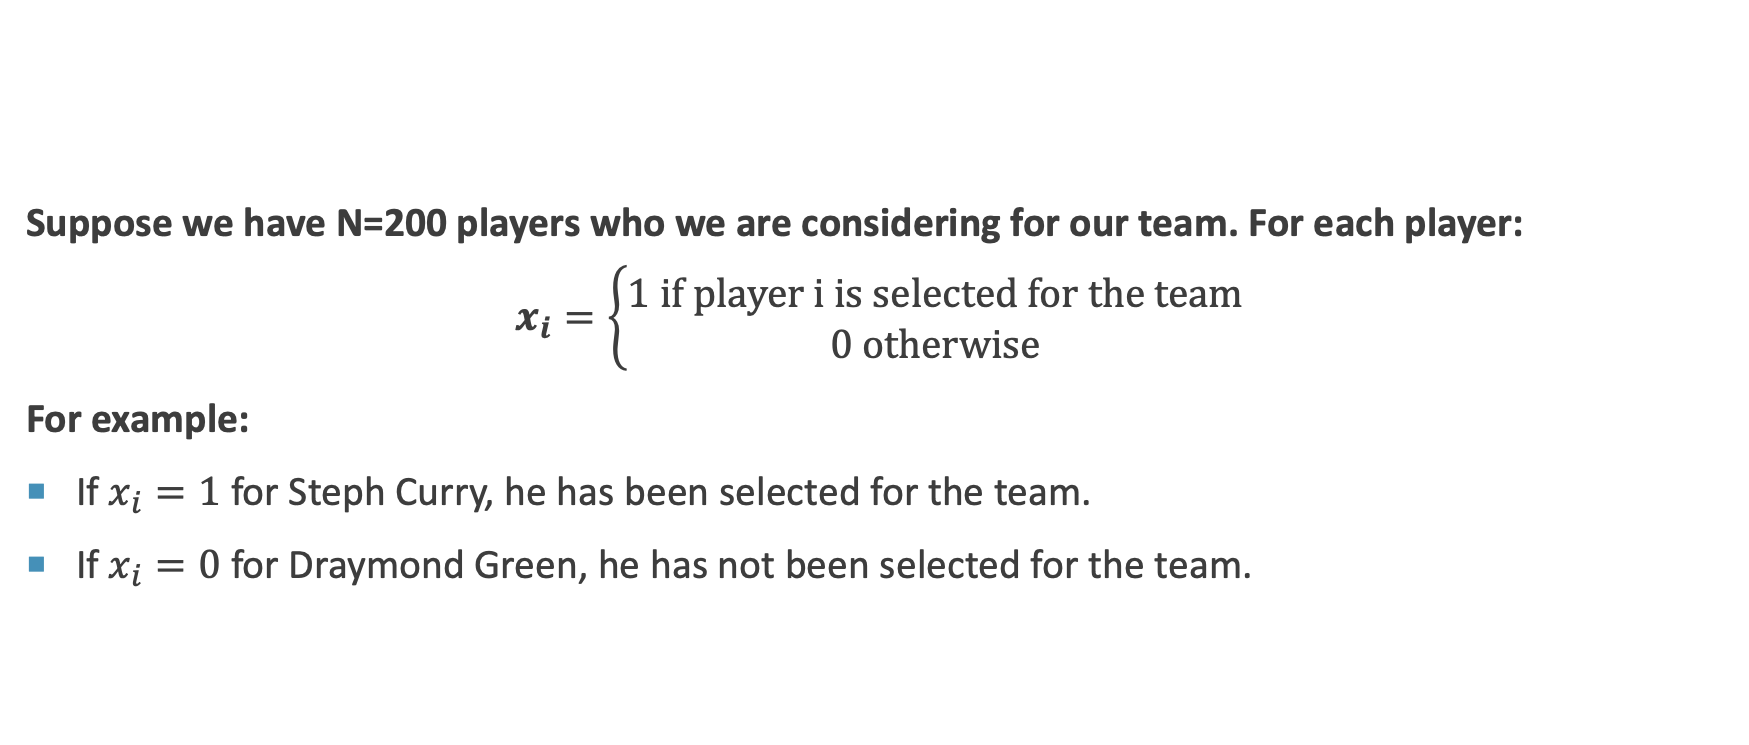 Suppose we have N=200 players who we are considering for our team. For each player:
xᵢ = {1 if player i is selected for the team
0 otherwise
For example:
▪ If xᵢ = 1 for Steph Curry, he has been selected for the team.
▪ If xᵢ = 0 for Draymond Green, he has not been selected for the team.